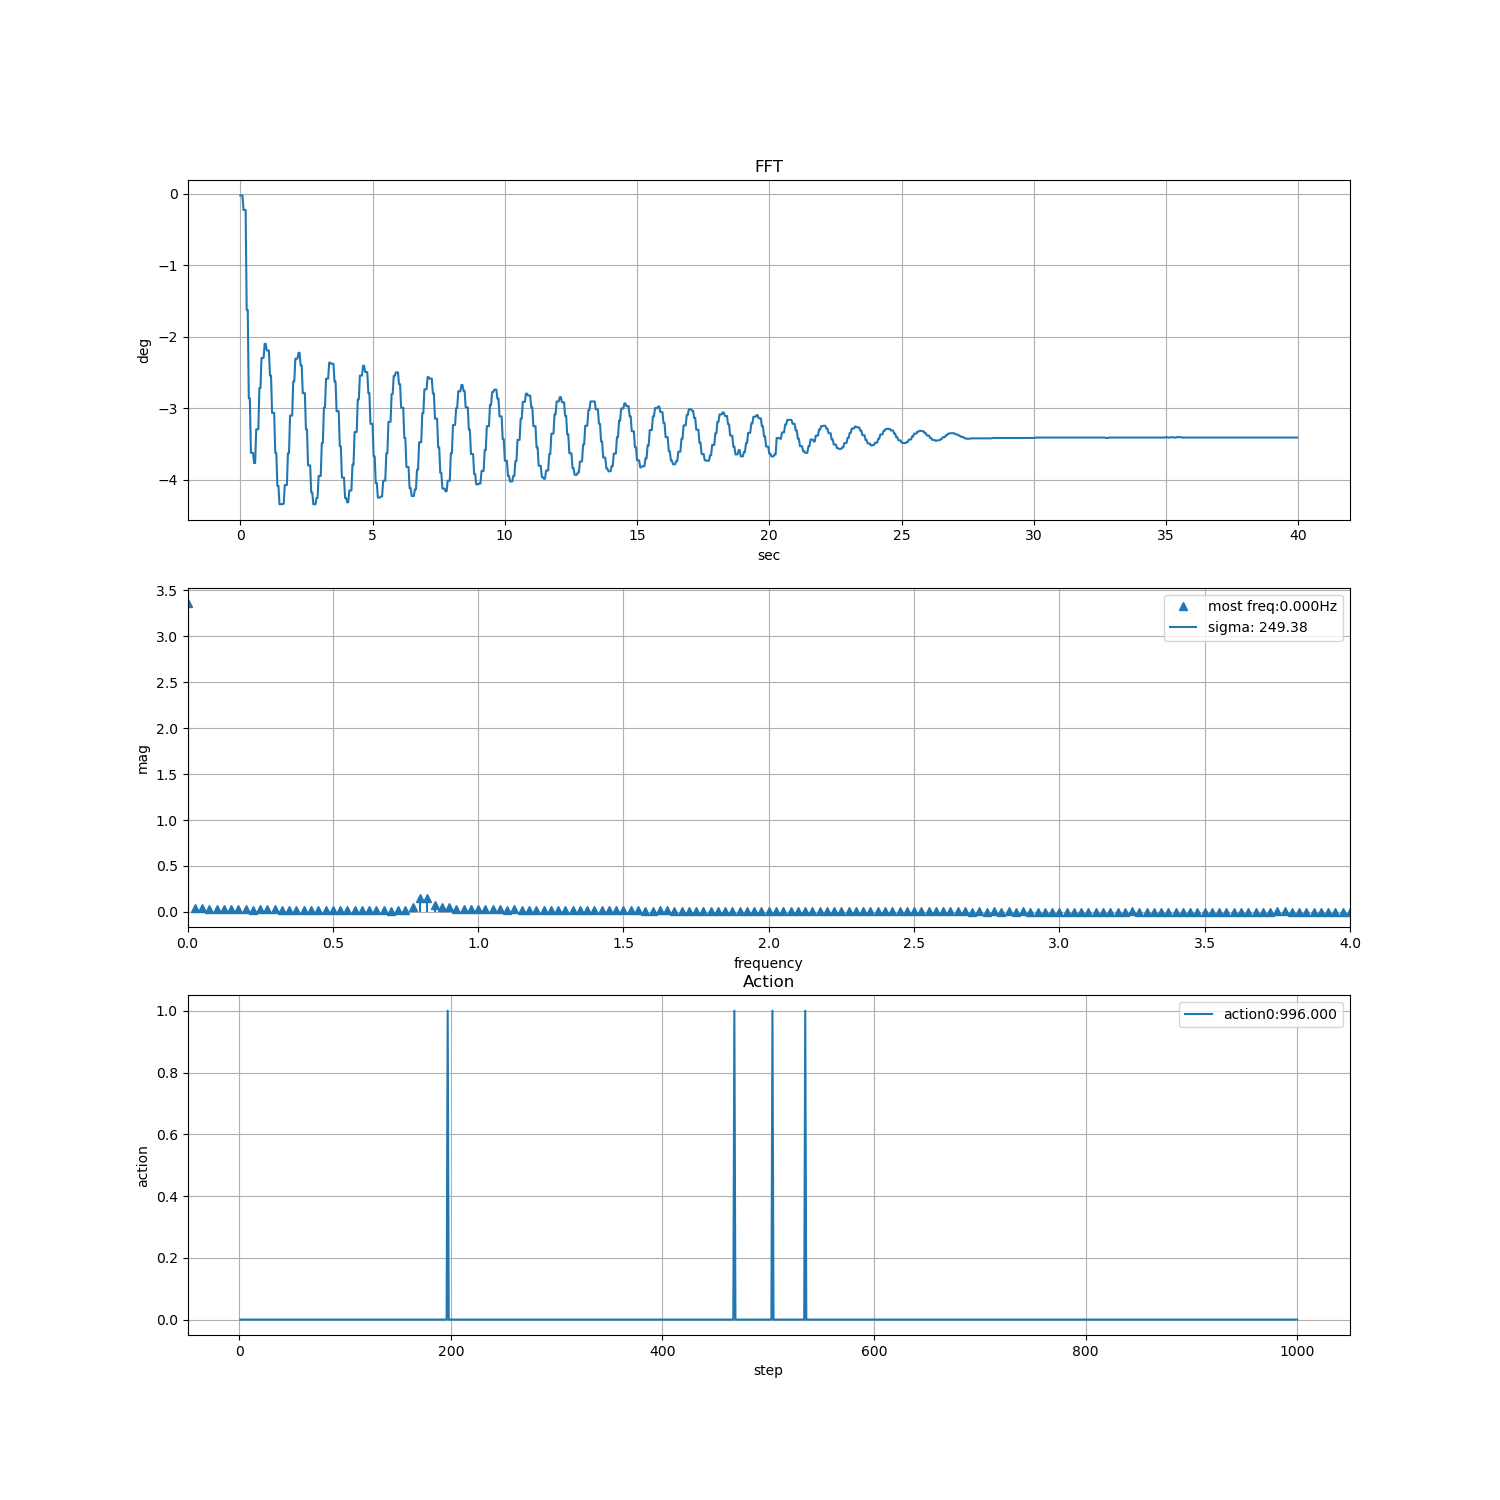 FFT
0
−1
−2
−3
−4
deg
0 5 10 15 20 25 30 35 40
sec
3.5
3.0
2.5
2.0
1.5
1.0
0.5
0.0
mag
most freq:0.000Hz
sigma: 249.38
0.0 0.5 1.0 1.5 2.0 2.5 3.0 3.5 4.0
frequency
Action
1.0
0.8
0.6
0.4
0.2
0.0
action
action0:996.000
0 200 400 600 800 1000
step